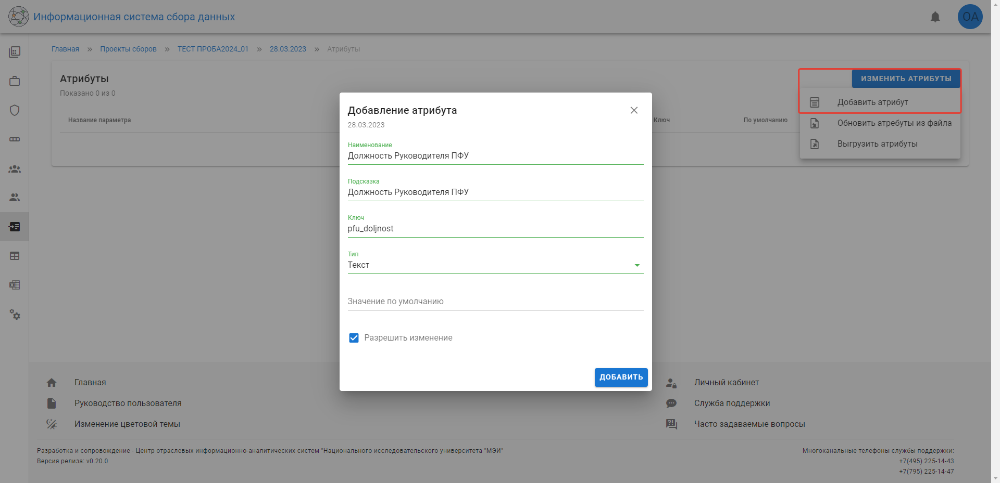 Информационная система сбора данных
ОА
Главная » Проекты сборов » ТЕСТ ПРОБА2024_01 » 28.03.2023 » Атрибуты
Атрибуты
Показано 0 из 0
ИЗМЕНИТЬ АТРИБУТЫ
Добавить атрибут
Обновить атребуты из файла
Выгрузить атрибуты
Название параметра
Ключ
По умолчанию
Добавление атрибута
28.03.2023
Наименование
Должность Руководителя ПФУ
Подсказка
Должность Руководителя ПФУ
Ключ
pfu_doljnost
Тип
Текст
Значение по умолчанию
Разрешить изменение
ДОБАВИТЬ
Главная
Руководство пользователя
Изменение цветовой темы
Личный кабинет
Служба поддержки
Часто задаваемые вопросы
Разработка и сопровождение - Центр отраслевых информационно-аналитических систем "Национального исследовательского университета "МЭИ"
Версия релиза: v0.20.0
Многоканальные телефоны службы поддержки:
+7(495) 225-14-43
+7(795) 225-14-47